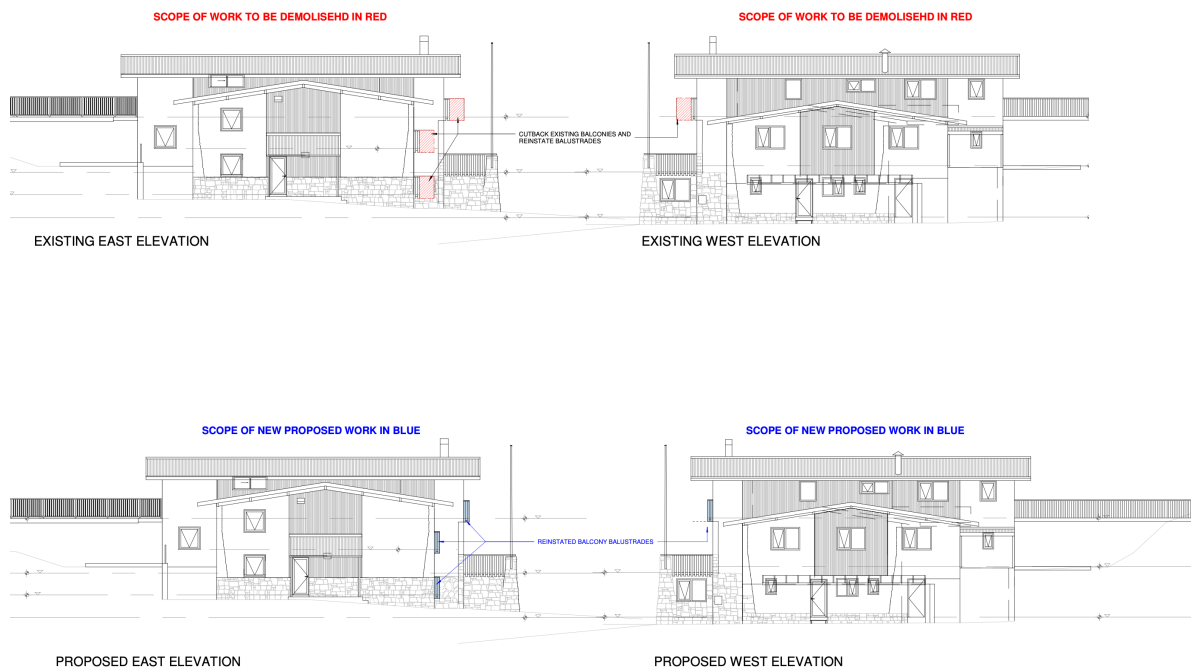 SCOPE OF WORK TO BE DEMOLISEHD IN RED
SCOPE OF WORK TO BE DEMOLISEHD IN RED
CUTBACK EXISTING BALCONIES AND
REINSTATE BALUSTRADES
EXISTING EAST ELEVATION
EXISTING WEST ELEVATION
SCOPE OF NEW PROPOSED WORK IN BLUE
SCOPE OF NEW PROPOSED WORK IN BLUE
REINSTATED BALCONY BALUSTRADES
PROPOSED EAST ELEVATION
PROPOSED WEST ELEVATION